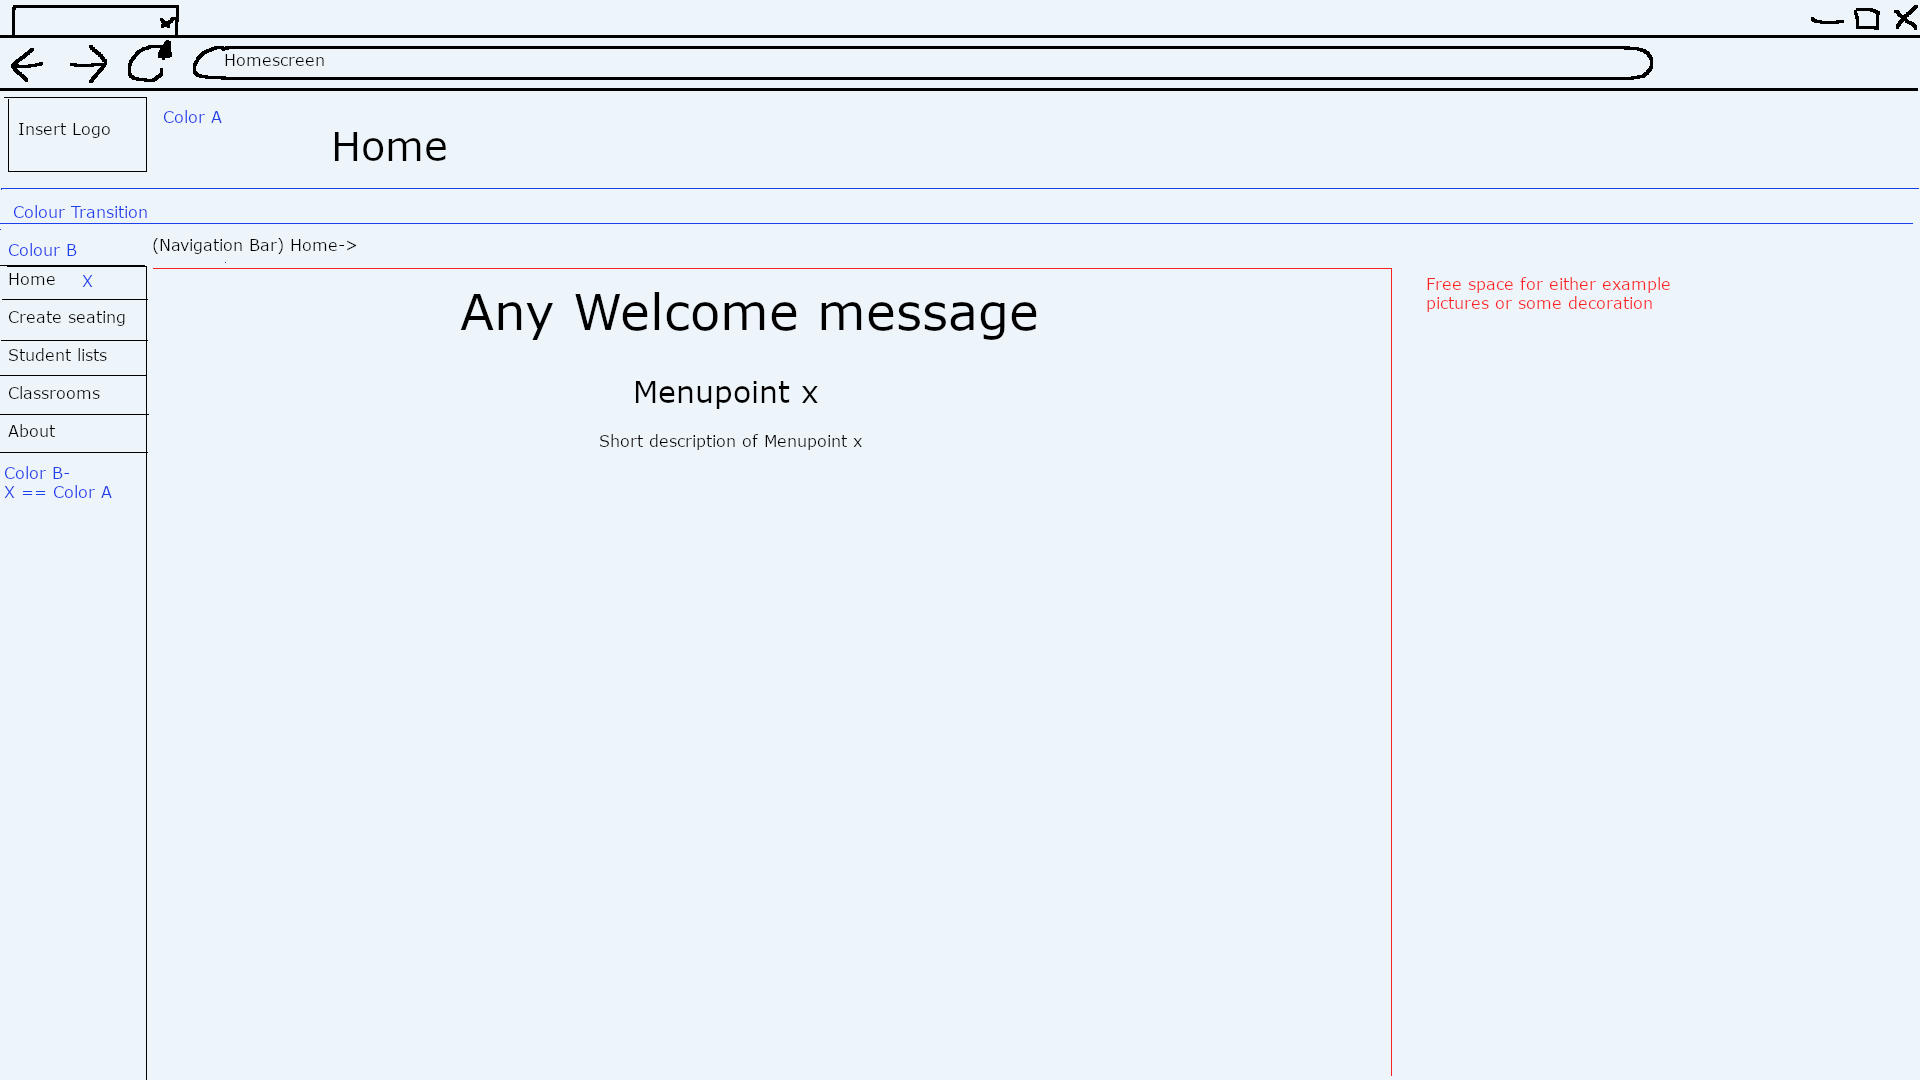 Homescreen
Insert Logo
Color A
Home
Colour Transition
Colour B
(Navigation Bar) Home->
Home X
Create seating
Student lists
Classrooms
About
Color B-
X == Color A
Any Welcome message
Menupoint x
Short description of Menupoint x
Free space for either example
pictures or some decoration